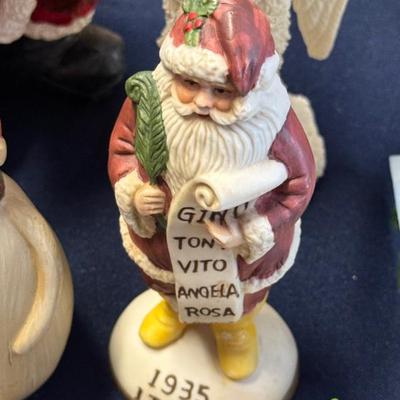 GINO
TONY
VITO
ANGELA
ROSA
1935